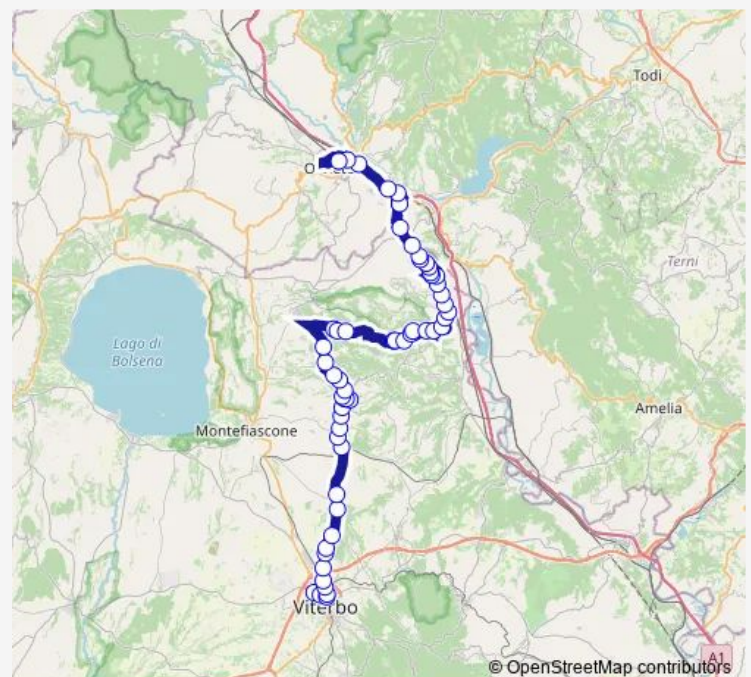 Todi
Terni
Lago di
Bolsena
Amelia
Montefiascone
Viterbo
A1
© OpenStreetMap contributors